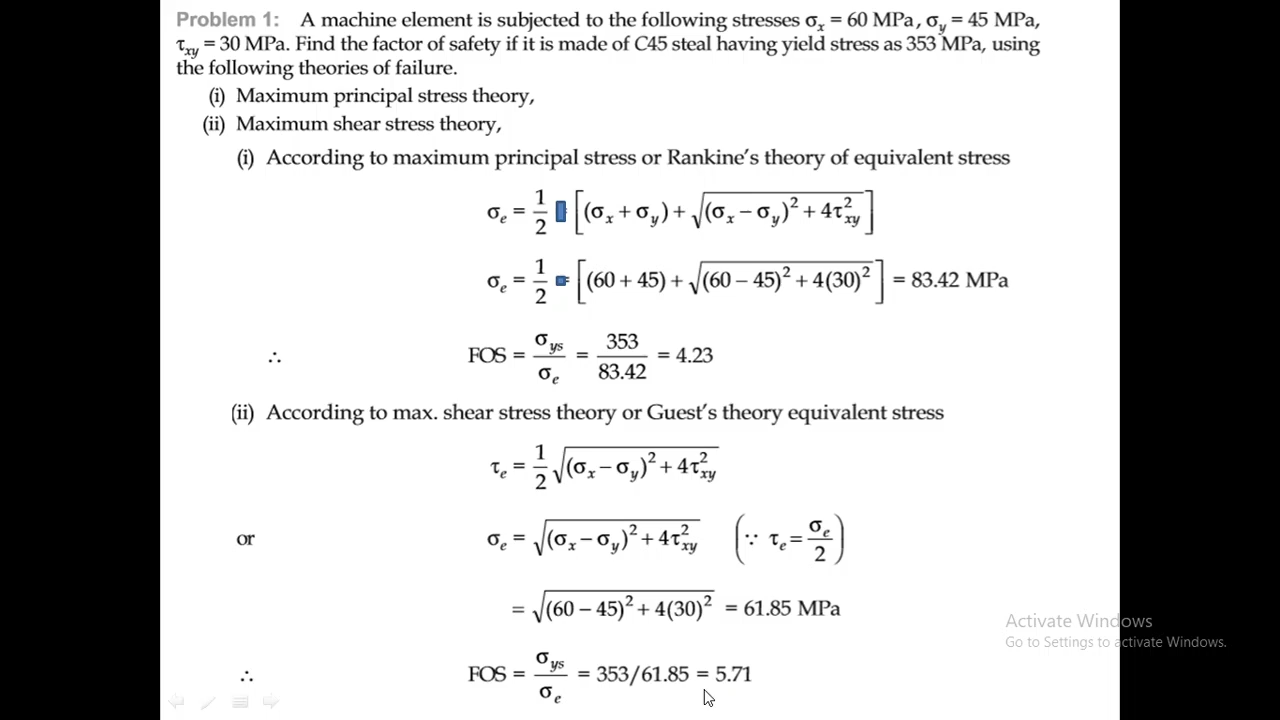 Problem 1: A machine element is subjected to the following stresses σx = 60 MPa, σy = 45 MPa,
τxy = 30 MPa. Find the factor of safety if it is made of C45 steal having yield stress as 353 MPa, using
the following theories of failure.
(i) Maximum principal stress theory,
(ii) Maximum shear stress theory,
(i) According to maximum principal stress or Rankine's theory of equivalent stress
σe = 1/2 [(σx + σy) + √((σx − σy)² + 4τ²xy)]
σe = 1/2 [(60 + 45) + √((60 − 45)² + 4(30)²)] = 83.42 MPa
∴ FOS = σys/σe = 353/83.42 = 4.23
(ii) According to max. shear stress theory or Guest's theory equivalent stress
τe = 1/2 √((σx − σy)² + 4τ²xy)
or σe = √((σx − σy)² + 4τ²xy) (∵ τe = σe/2)
= √((60 − 45)² + 4(30)²) = 61.85 MPa
∴ FOS = σys/σe = 353/61.85 = 5.71
Activate Windows
Go to Settings to activate Windows.